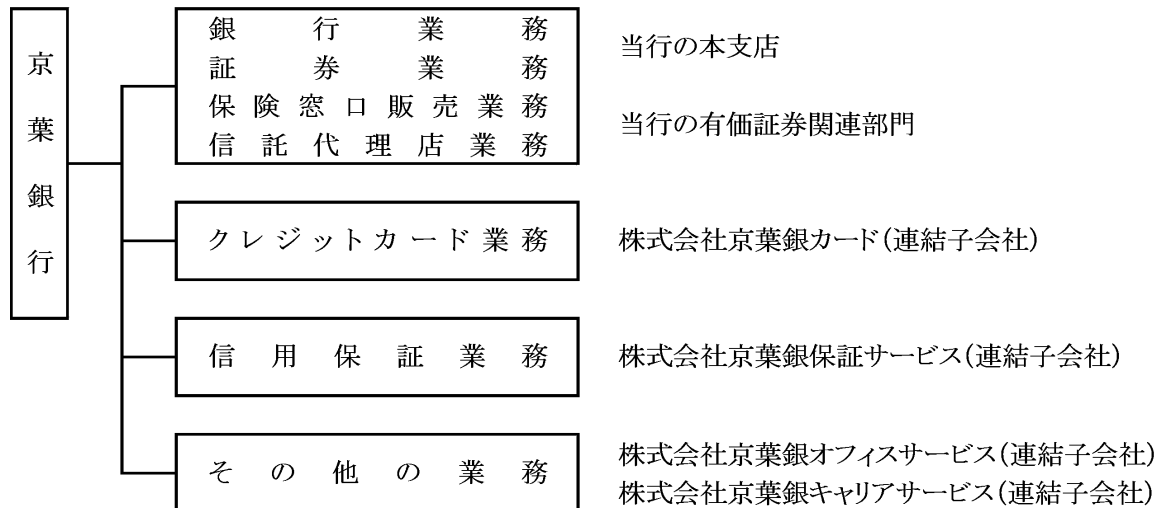 京葉銀行
銀行業務
証券業務
保険窓口販売業務
信託代理店業務
当行の本支店
当行の有価証券関連部門
クレジットカード業務
株式会社京葉銀カード(連結子会社)
信用保証業務
株式会社京葉銀保証サービス(連結子会社)
その他の業務
株式会社京葉銀オフィスサービス(連結子会社)
株式会社京葉銀キャリアサービス(連結子会社)